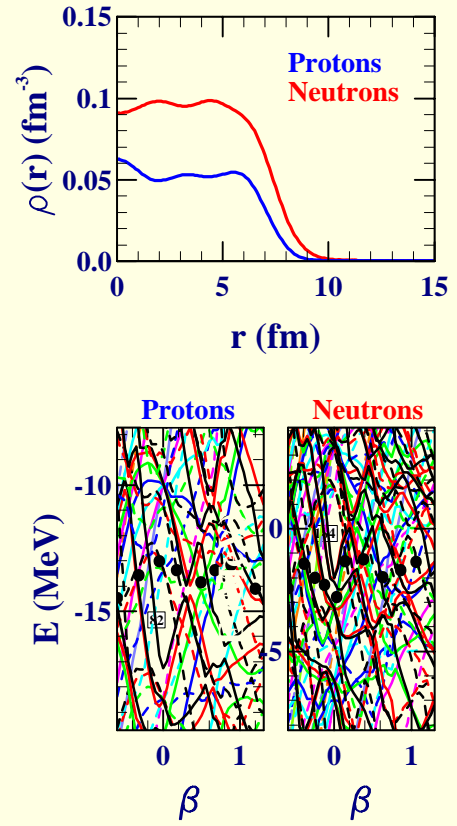 ρ(r) (fm⁻³)
0.15
0.1
0.05
0.0
Protons
Neutrons
0 5 10 15
r (fm)
Protons Neutrons
E (MeV)
-10
-15
82
0
-5
0 1 0 1
β β